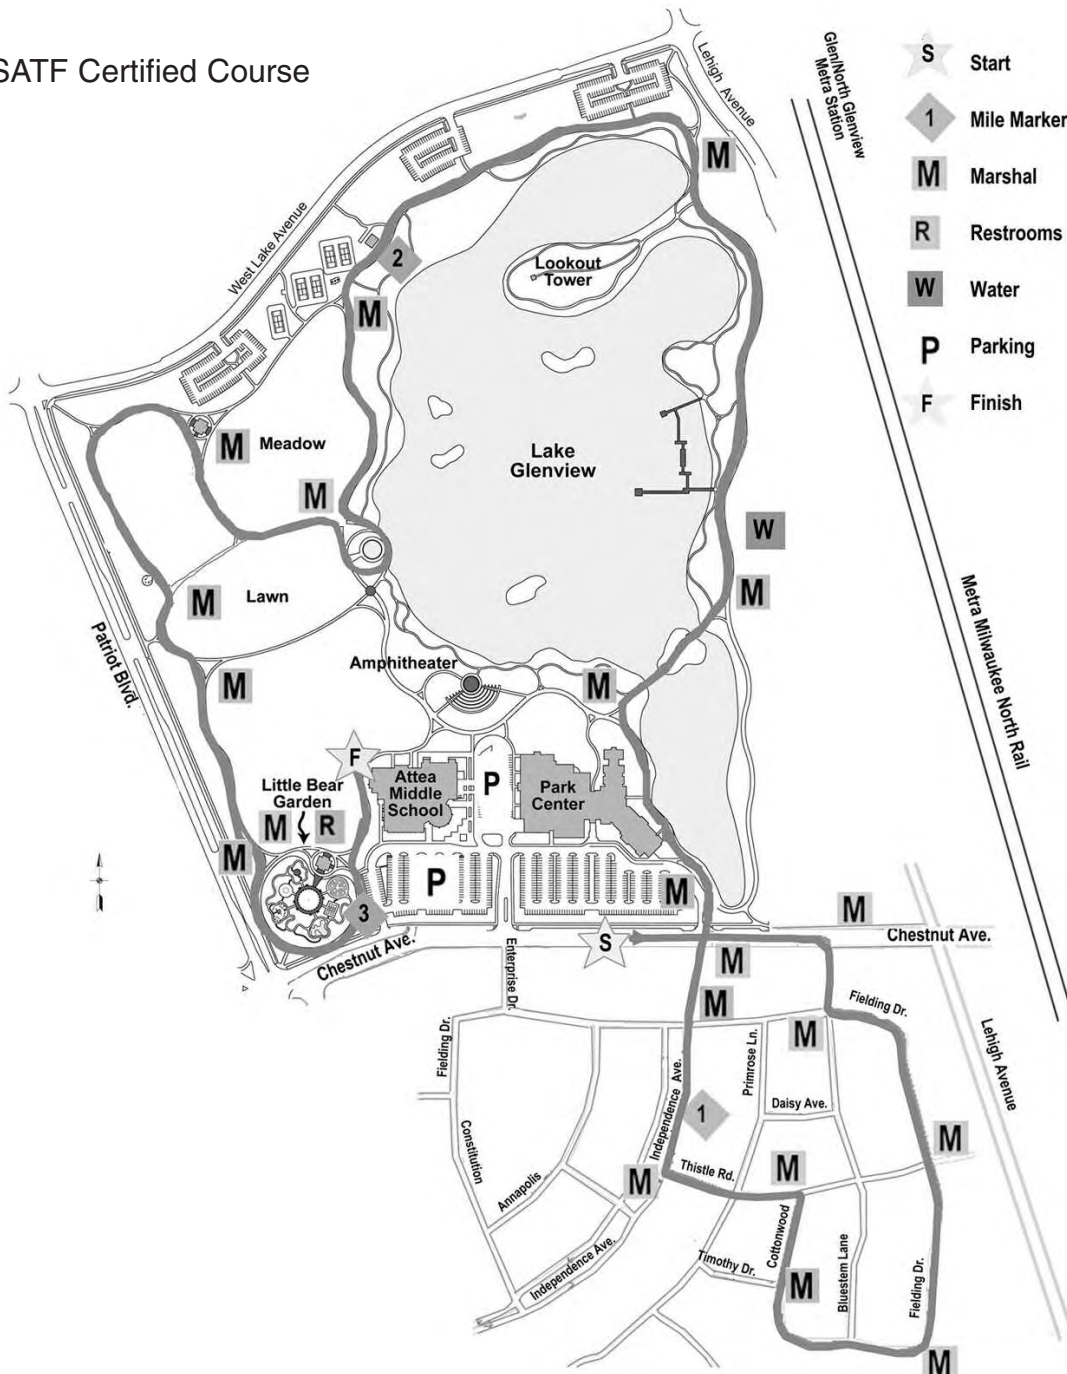 SATF Certified Course
Lehigh Avenue
Glen/North Glenview
Metra Station
S
Start
1
Mile Marker
M
Marshal
R
Restrooms
W
Water
P
Parking
F
Finish
M
West Lake Avenue
2
Lookout
Tower
M
M
Meadow
Lake
Glenview
M
W
M
M
Lawn
Metra Milwaukee North Rail
Patriot Blvd.
Amphitheater
M
M
F
Attea
Middle
School
P
Park
Center
Little Bear
Garden
M
R
M
P
M
3
M
Chestnut Ave.
S
Chestnut Ave.
M
Enterprise Dr.
M
Fielding Dr.
Fielding Dr.
M
Primrose Ln.
Lehigh Avenue
Independence Ave.
1
Daisy Ave.
M
Constitution
Annapolis
M
Thistle Rd.
M
Cottonwood
Independence Ave.
Timothy Dr.
M
Bluestem Lane
Fielding Dr.
M